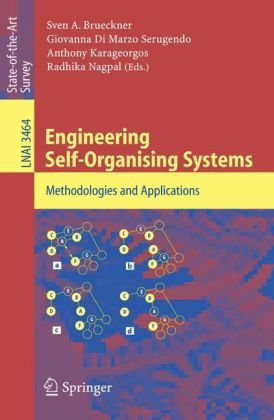 Sven A. Brueckner
Giovanna Di Marzo Serugendo
Anthony Karageorgos
Radhika Nagpal (Eds.)
State-of-the-Art
Survey
LNAI 3464
Engineering
Self-Organising Systems
Methodologies and Applications
a
b
c
d
Springer